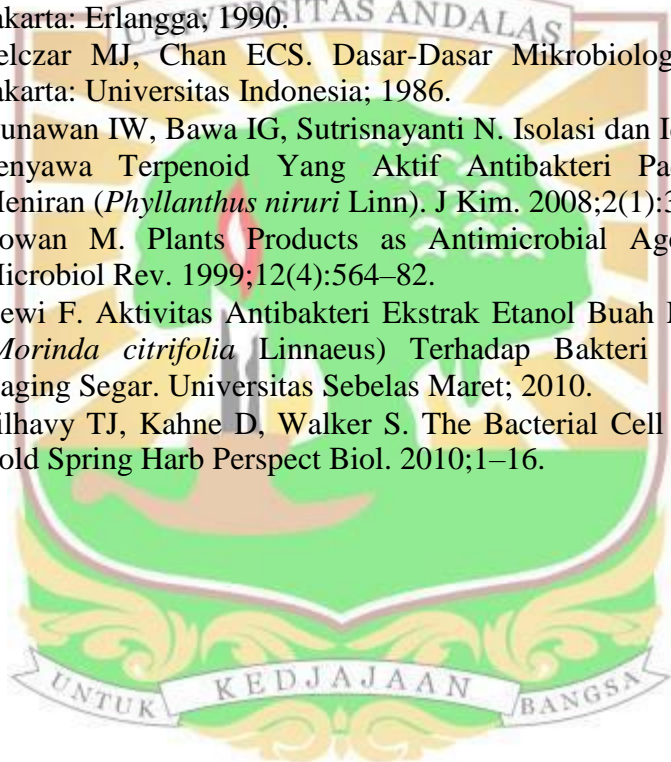 akarta: Erlangga; 1990.
UNIVERSITAS ANDALAS
elczar MJ, Chan ECS. Dasar-Dasar Mikrobiolog
akarta: Universitas Indonesia; 1986.
unawan IW, Bawa IG, Sutrisnayanti N. Isolasi dan I
enyawa Terpenoid Yang Aktif Antibakteri Pa
Meniran (Phyllanthus niruri Linn). J Kim. 2008;2(1):3
owan M. Plants Products as Antimicrobial Age
Microbiol Rev. 1999;12(4):564–82.
ewi F. Aktivitas Antibakteri Ekstrak Etanol Buah
Morinda citrifolia Linnaeus) Terhadap Bakteri
aging Segar. Universitas Sebelas Maret; 2010.
ilhavy TJ, Kahne D, Walker S. The Bacterial Cell
old Spring Harb Perspect Biol. 2010;1–16.
UNTUK KEDJAJAAN BANGSA